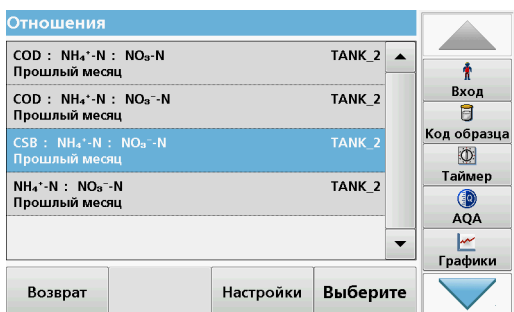 Отношения
COD : NH₄⁺-N : NO₃-N TANK_2
Прошлый месяц
COD : NH₄⁺-N : NO₃⁻-N TANK_2
Прошлый месяц
CSB : NH₄⁺-N : NO₃⁻-N TANK_2
Прошлый месяц
NH₄⁺-N : NO₃⁻-N TANK_2
Прошлый месяц
Вход
Код образца
Таймер
AQA
Графики
Возврат
Настройки
Выберите